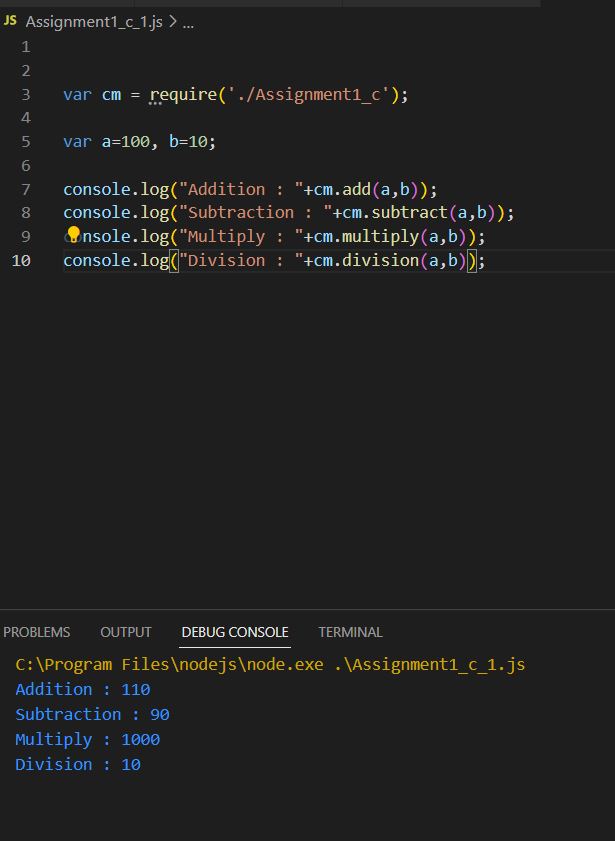 JS Assignment1_c_1.js > ...
1
2
3 var cm = require('./Assignment1_c');
4
5 var a=100, b=10;
6
7 console.log("Addition : "+cm.add(a,b));
8 console.log("Subtraction : "+cm.subtract(a,b));
9 console.log("Multiply : "+cm.multiply(a,b));
10 console.log("Division : "+cm.division(a,b));
PROBLEMS OUTPUT DEBUG CONSOLE TERMINAL
C:\Program Files\nodejs\node.exe .\Assignment1_c_1.js
Addition : 110
Subtraction : 90
Multiply : 1000
Division : 10